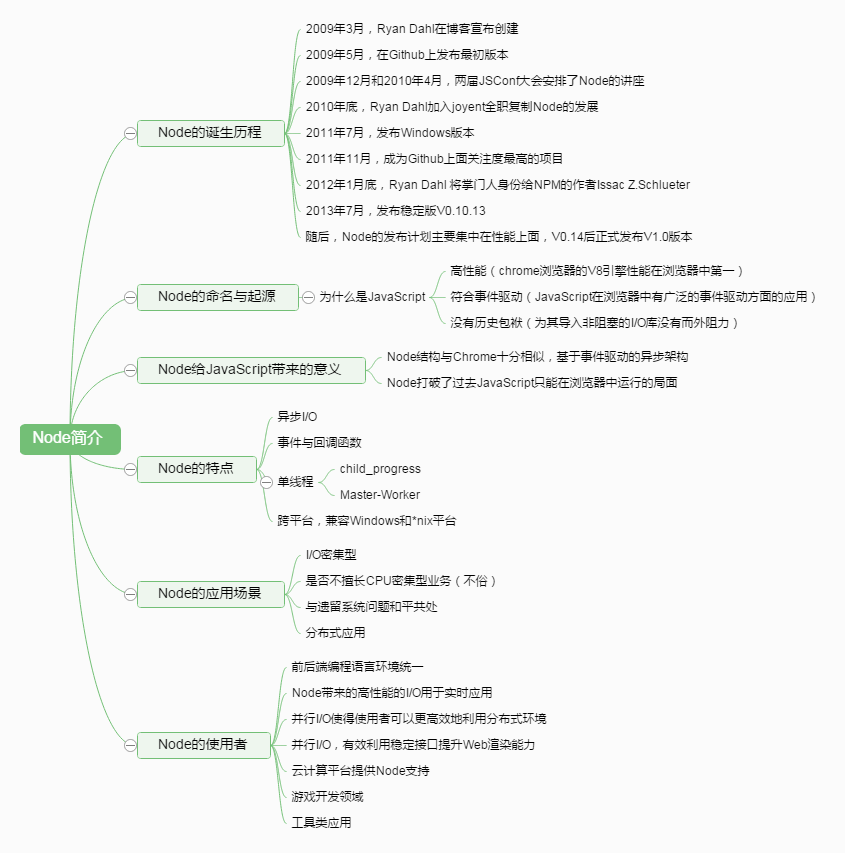 Node简介
Node的诞生历程
2009年3月，Ryan Dahl在博客宣布创建
2009年5月，在Github上发布最初版本
2009年12月和2010年4月，两届JSConf大会安排了Node的讲座
2010年底，Ryan Dahl加入joyent全职复制Node的发展
2011年7月，发布Windows版本
2011年11月，成为Github上面关注度最高的项目
2012年1月底，Ryan Dahl 将掌门人身份给NPM的作者Issac Z.Schlueter
2013年7月，发布稳定版V0.10.13
随后，Node的发布计划主要集中在性能上面，V0.14后正式发布V1.0版本
Node的命名与起源
为什么是JavaScript
高性能（chrome浏览器的V8引擎性能在浏览器中第一）
符合事件驱动（JavaScript在浏览器中有广泛的事件驱动方面的应用）
没有历史包袱（为其导入非阻塞的I/O库没有而外阻力）
Node给JavaScript带来的意义
Node结构与Chrome十分相似，基于事件驱动的异步架构
Node打破了过去JavaScript只能在浏览器中运行的局面
Node的特点
异步I/O
事件与回调函数
单线程
child_progress
Master-Worker
跨平台，兼容Windows和*nix平台
Node的应用场景
I/O密集型
是否不擅长CPU密集型业务（不俗）
与遗留系统问题和平共处
分布式应用
Node的使用者
前后端编程语言环境统一
Node带来的高性能的I/O用于实时应用
并行I/O使得使用者可以更高效地利用分布式环境
并行I/O，有效利用稳定接口提升Web渲染能力
云计算平台提供Node支持
游戏开发领域
工具类应用